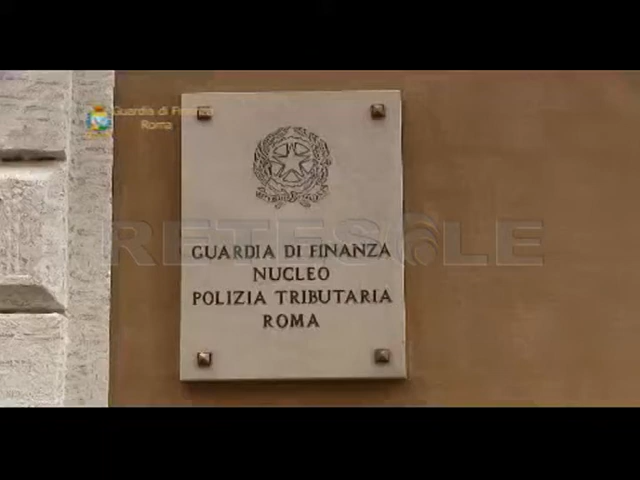 Guardia di Finanza
Roma
RETESOLE
GUARDIA DI FINANZA
NUCLEO
POLIZIA TRIBUTARIA
ROMA